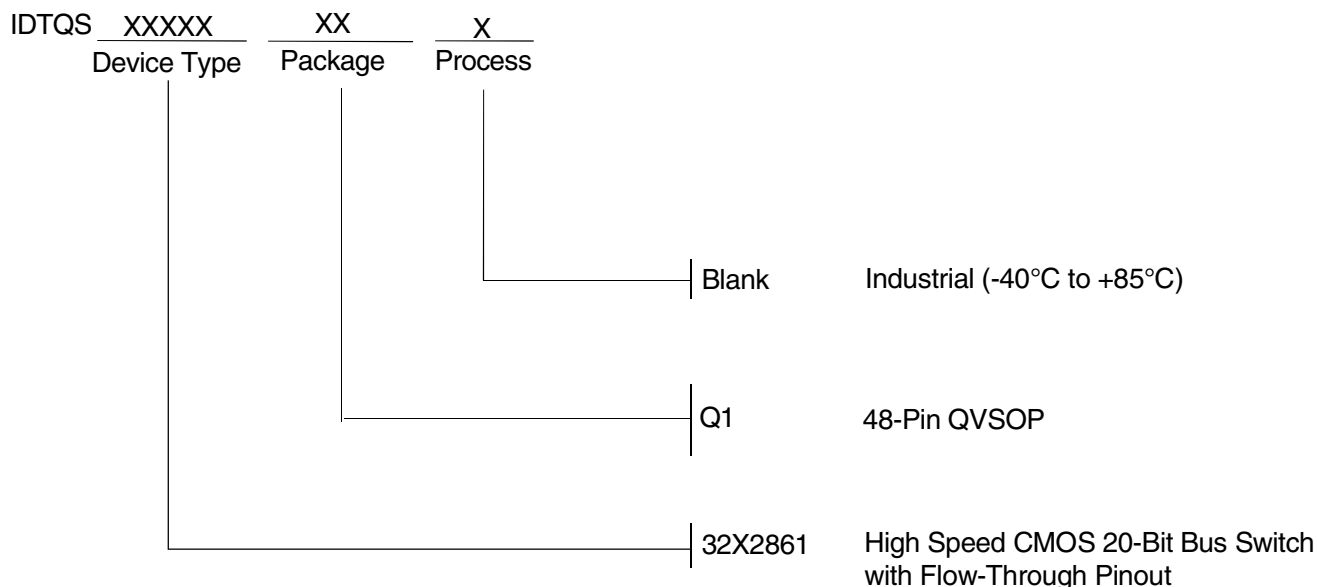 IDTQS XXXXX XX X
Device Type Package Process
Blank Industrial (-40°C to +85°C)
Q1 48-Pin QVSOP
32X2861 High Speed CMOS 20-Bit Bus Switch
with Flow-Through Pinout